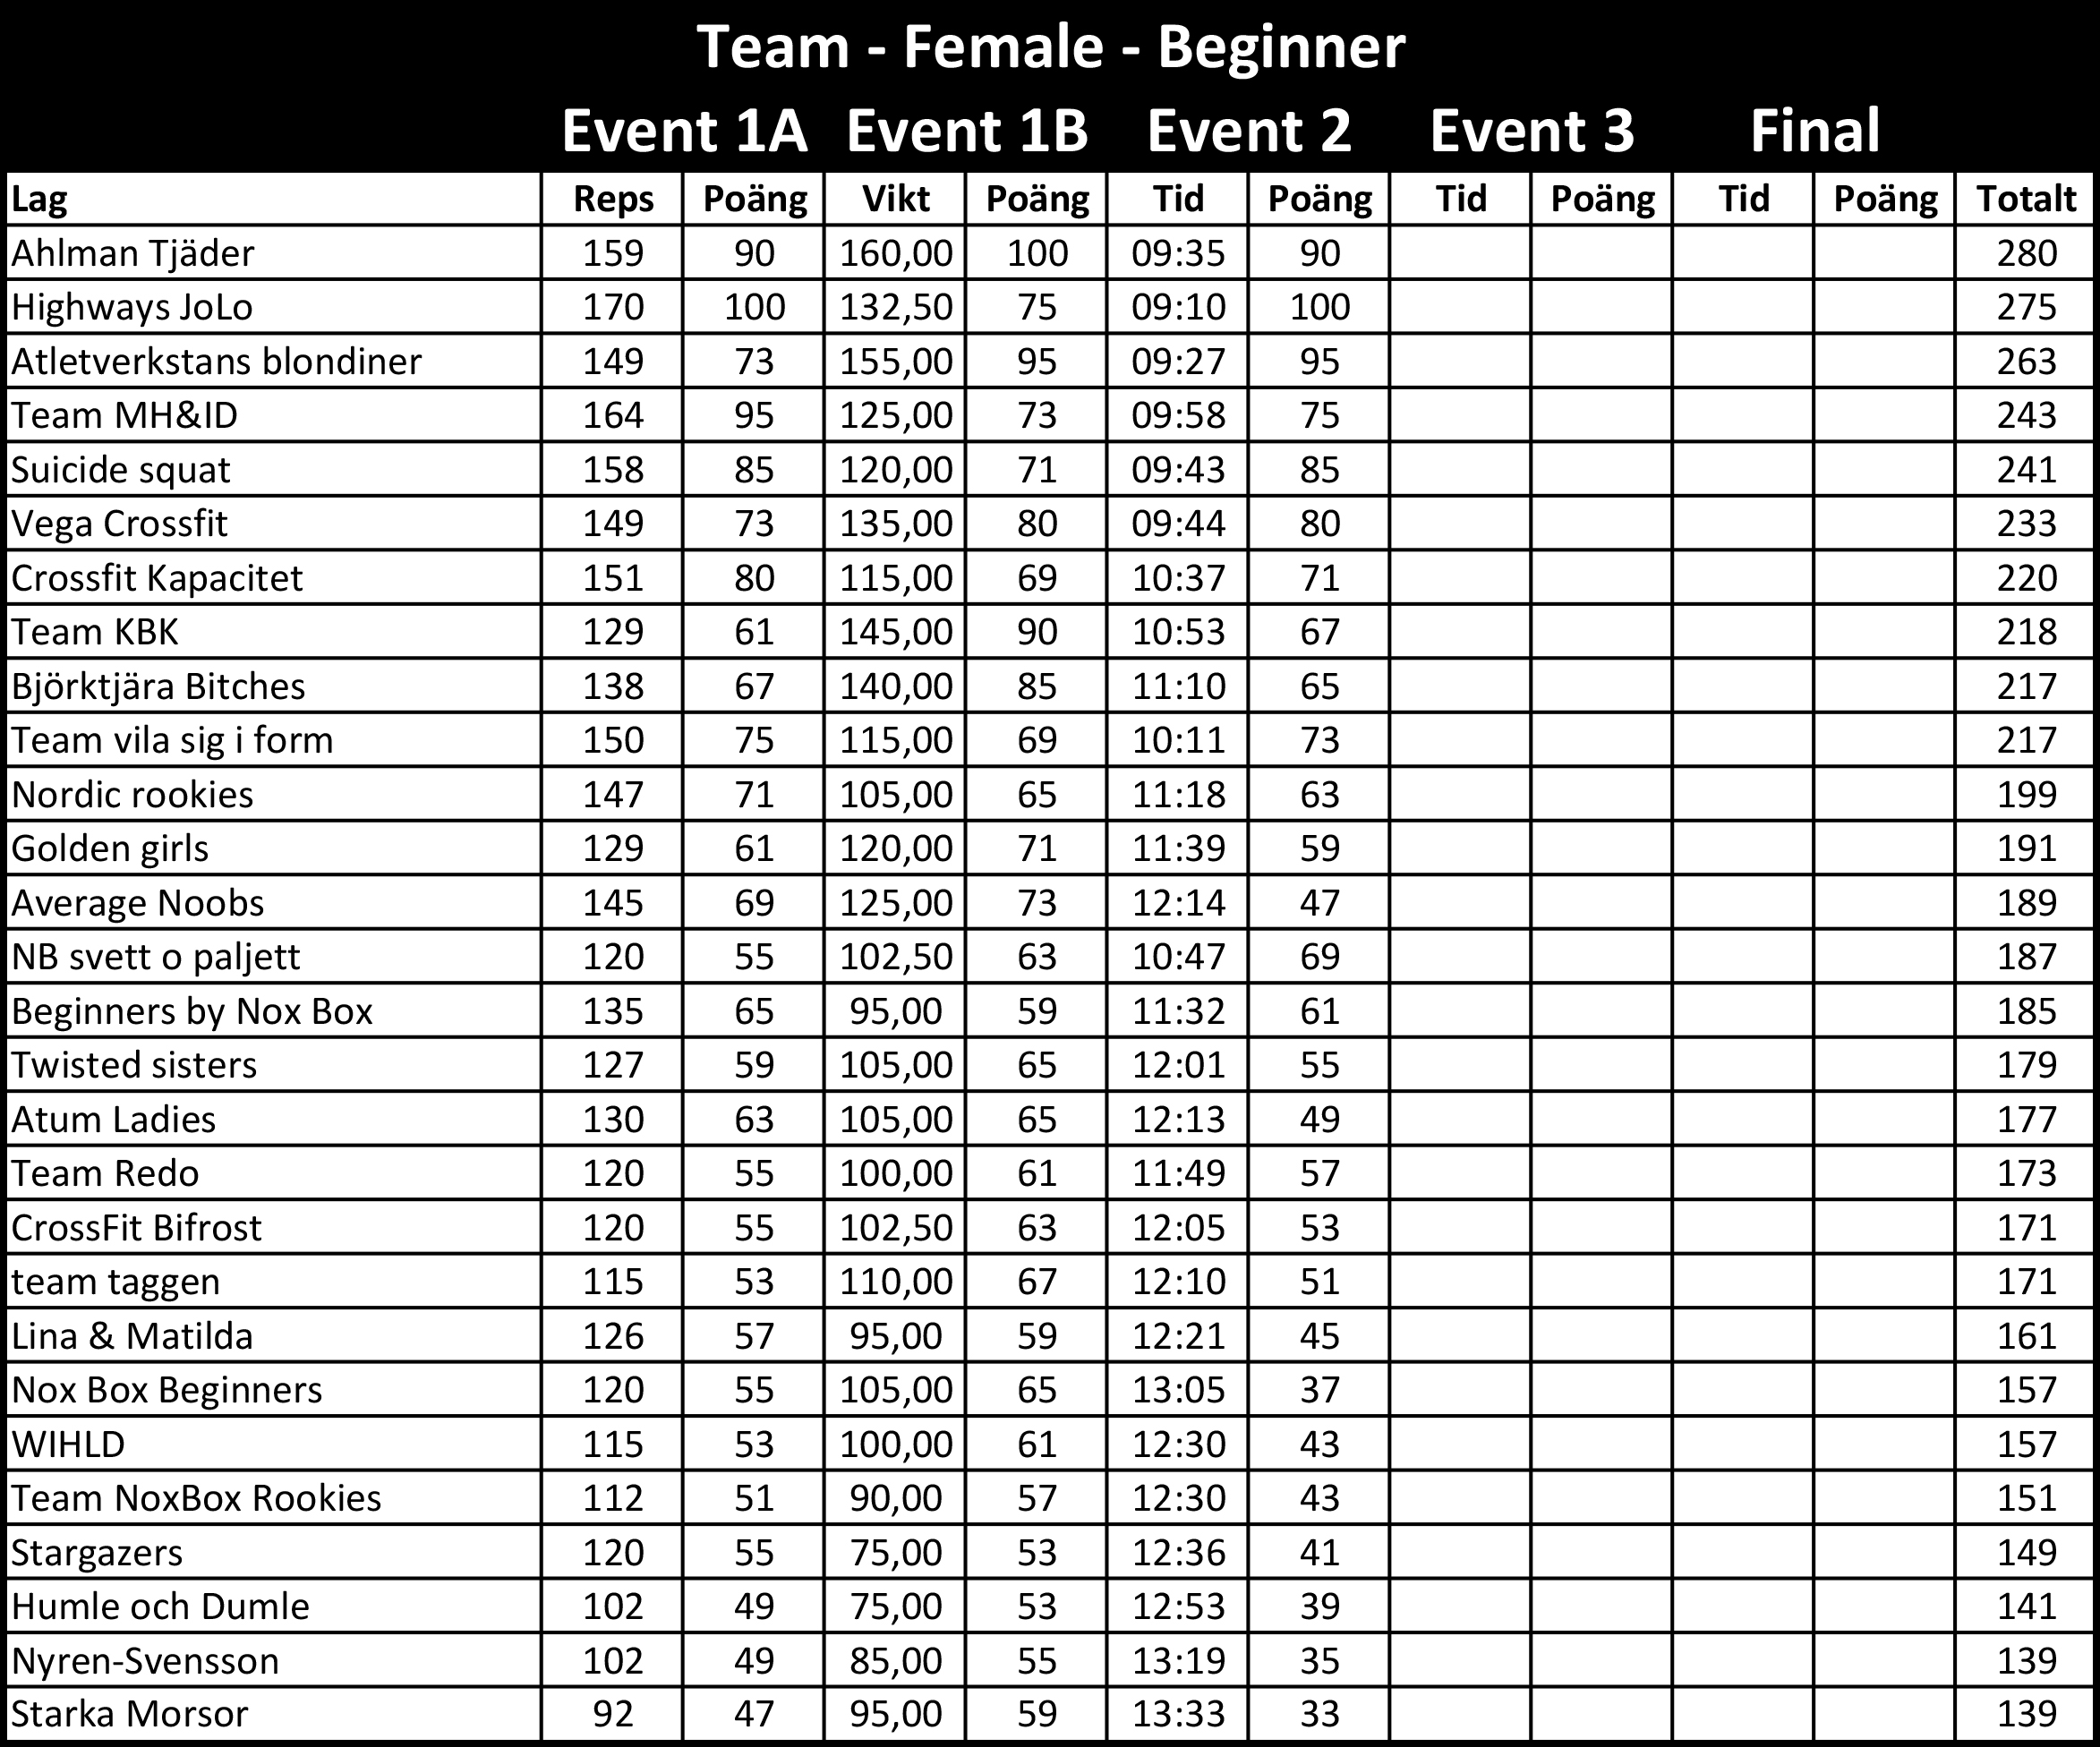 Team - Female - Beginner
Event 1A Event 1B Event 2 Event 3 Final
Lag Reps Poäng Vikt Poäng Tid Poäng Tid Poäng Tid Poäng Totalt
Ahlman Tjäder 159 90 160,00 100 09:35 90 280
Highways JoLo 170 100 132,50 75 09:10 100 275
Atletverkstans blondiner 149 73 155,00 95 09:27 95 263
Team MH&ID 164 95 125,00 73 09:58 75 243
Suicide squat 158 85 120,00 71 09:43 85 241
Vega Crossfit 149 73 135,00 80 09:44 80 233
Crossfit Kapacitet 151 80 115,00 69 10:37 71 220
Team KBK 129 61 145,00 90 10:53 67 218
Björktjära Bitches 138 67 140,00 85 11:10 65 217
Team vila sig i form 150 75 115,00 69 10:11 73 217
Nordic rookies 147 71 105,00 65 11:18 63 199
Golden girls 129 61 120,00 71 11:39 59 191
Average Noobs 145 69 125,00 73 12:14 47 189
NB svett o paljett 120 55 102,50 63 10:47 69 187
Beginners by Nox Box 135 65 95,00 59 11:32 61 185
Twisted sisters 127 59 105,00 65 12:01 55 179
Atum Ladies 130 63 105,00 65 12:13 49 177
Team Redo 120 55 100,00 61 11:49 57 173
CrossFit Bifrost 120 55 102,50 63 12:05 53 171
team taggen 115 53 110,00 67 12:10 51 171
Lina & Matilda 126 57 95,00 59 12:21 45 161
Nox Box Beginners 120 55 105,00 65 13:05 37 157
WIHLD 115 53 100,00 61 12:30 43 157
Team NoxBox Rookies 112 51 90,00 57 12:30 43 151
Stargazers 120 55 75,00 53 12:36 41 149
Humle och Dumle 102 49 75,00 53 12:53 39 141
Nyren-Svensson 102 49 85,00 55 13:19 35 139
Starka Morsor 92 47 95,00 59 13:33 33 139